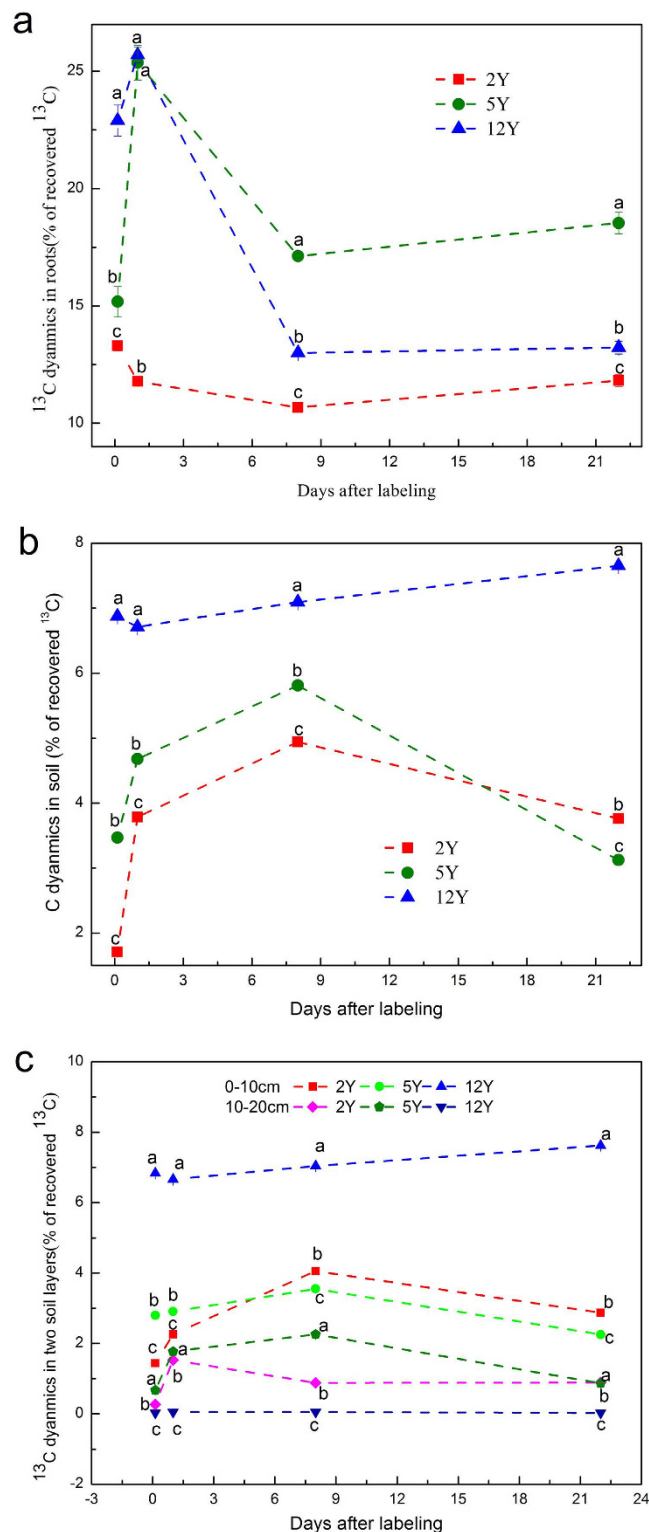 a
¹³C dyanmics in roots(% of recovered ¹³C)
25
20
15
10
2Y
5Y
12Y
a
a
a
a
a
b
b
b
c
b
c
c
0 3 6 9 12 15 18 21
Days after labeling
b
C dyanmics in soil (% of recovered ¹³C)
8
6
4
2
a
a
a
a
b
b
b
c
c
b
c
c
2Y
5Y
12Y
0 3 6 9 12 15 18 21
Days after labeling
c
¹³C dyanmics in two soil layers(% of recovered ¹³C)
10
8
6
4
2
0
-2
0-10cm 2Y 5Y 12Y
10-20cm 2Y 5Y 12Y
a
a
a
a
b
b
b
b
c
c
c
c
a
a
a
a
b
b
b
b
c
c
c
c
-3 0 3 6 9 12 15 18 21 24
Days after labeling